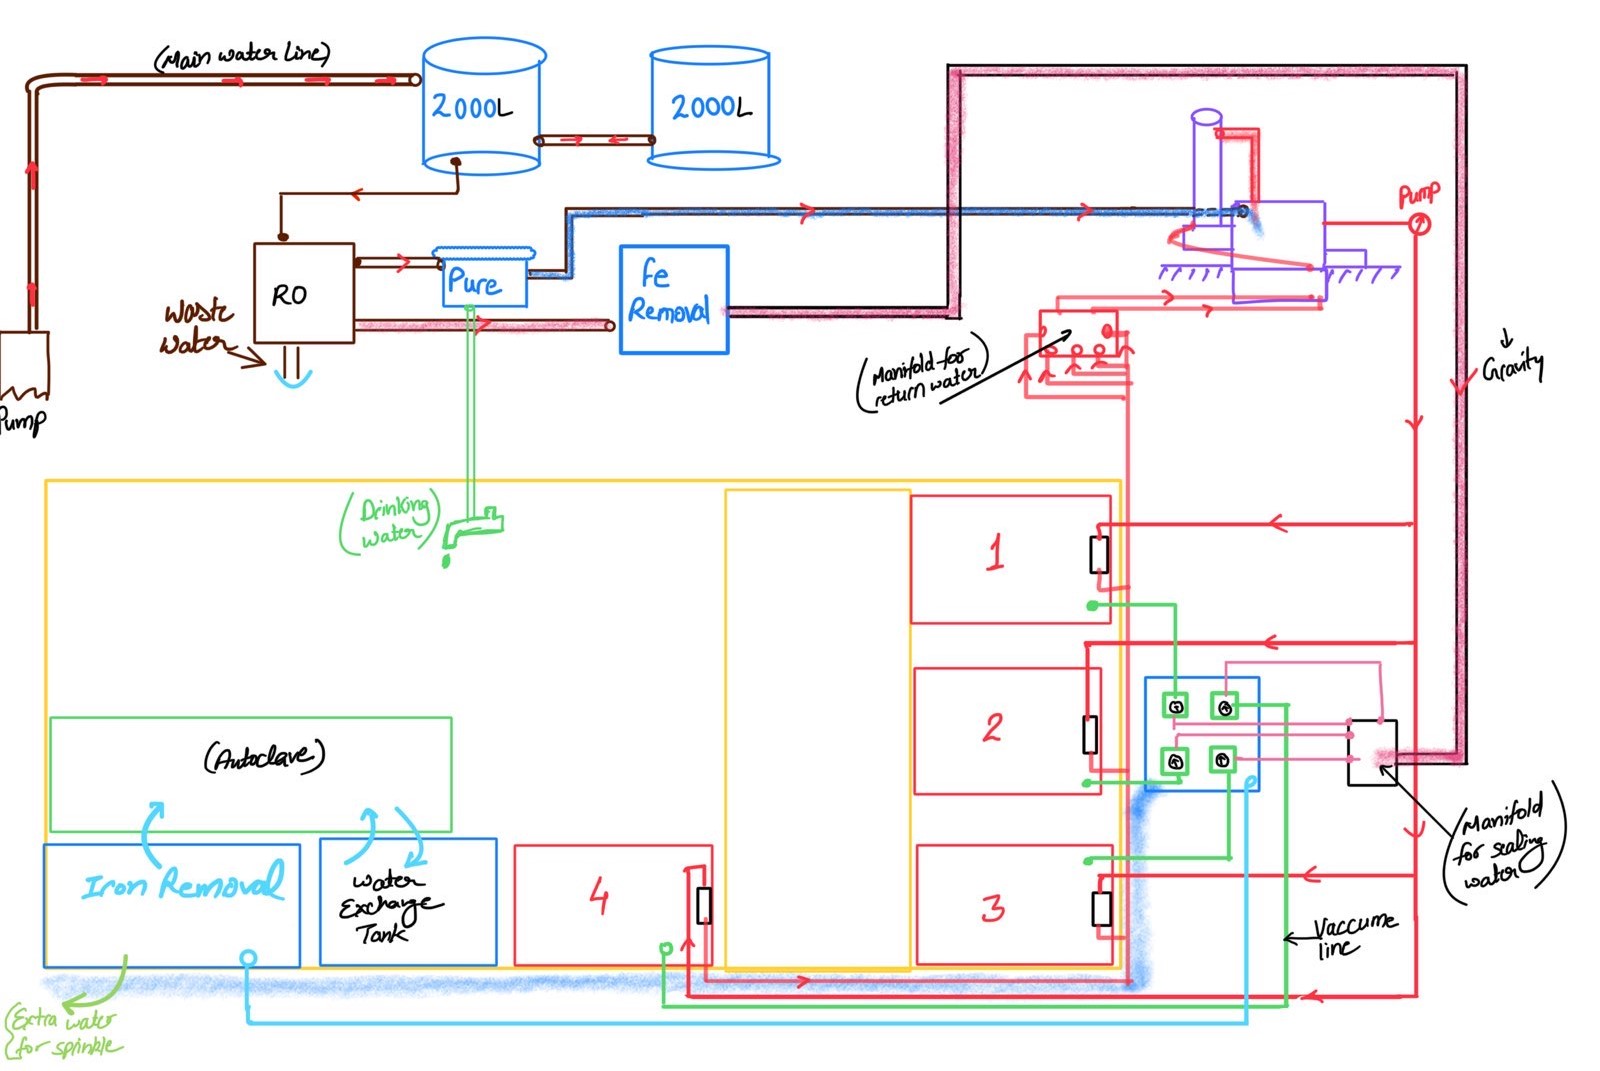 (Main water line)
2000L
2000L
Pump
RO
Pure
Fe
Removal
Waste
water
Pump
(Manifold for
return water)
↓
Gravity
(Drinking
water)
1
2
(Autoclave)
Iron Removal
Water
Exchange
Tank
4
3
(Manifold
for sealing
water)
Vaccume
line
(Extra water
for sprinkle